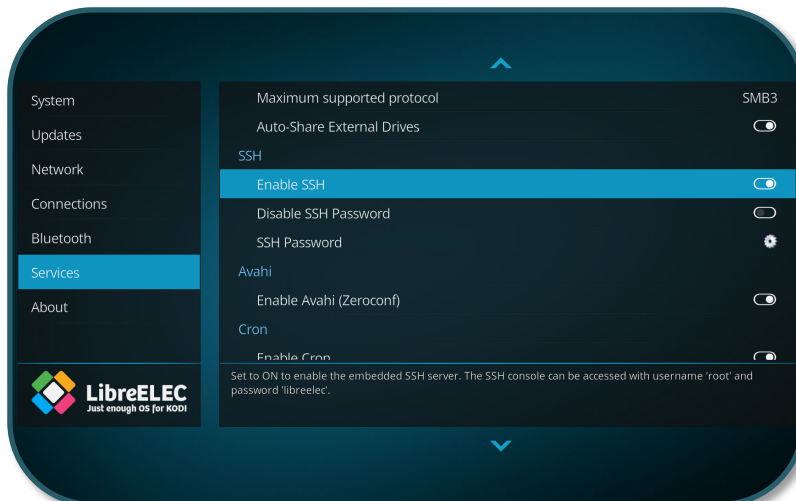 System
Updates
Network
Connections
Bluetooth
Services
About
LibreELEC
Just enough OS for KODI
Maximum supported protocol SMB3
Auto-Share External Drives
SSH
Enable SSH
Disable SSH Password
SSH Password
Avahi
Enable Avahi (Zeroconf)
Cron
Enable Cron
Set to ON to enable the embedded SSH server. The SSH console can be accessed with username 'root' and
password 'libreelec'.